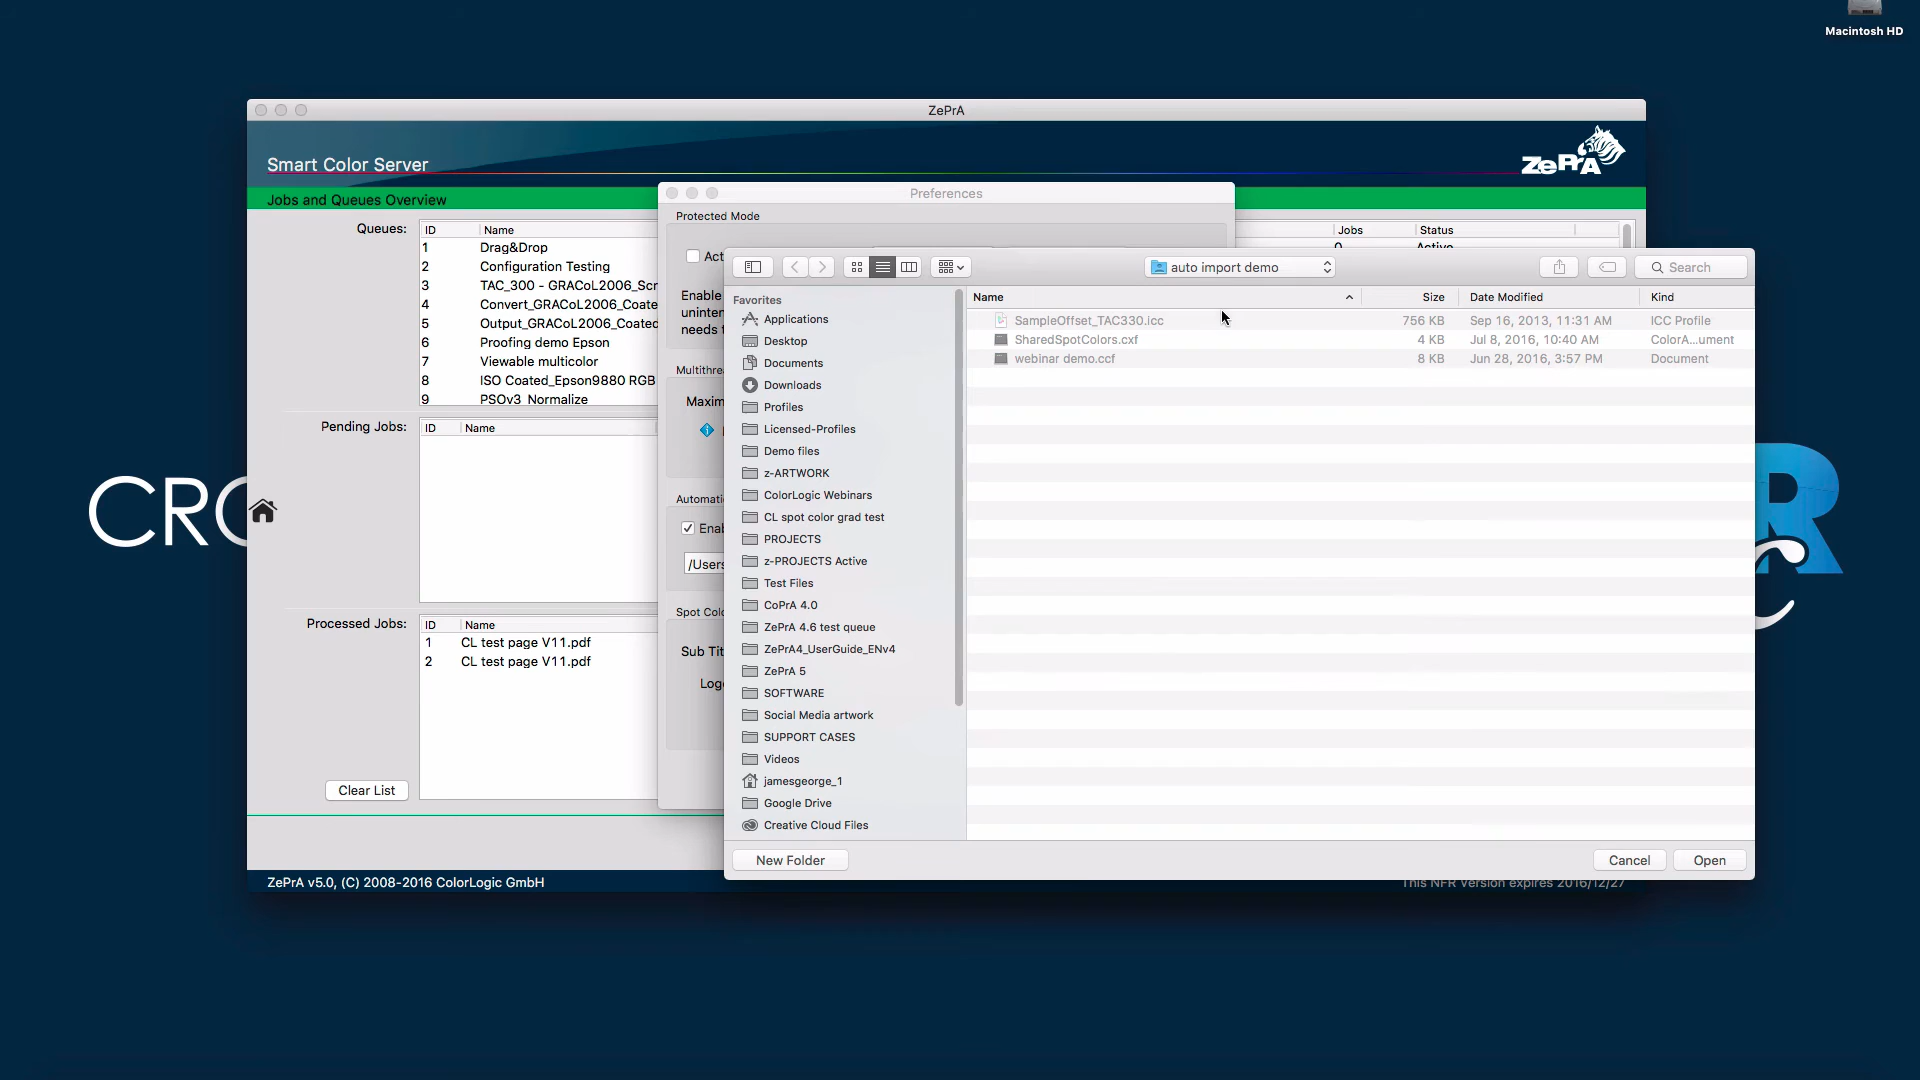 Macintosh HD
ZePrA
Smart Color Server
ZePrA
Jobs and Queues Overview
Preferences
Protected Mode
Queues:
ID Name
Jobs Status
1 Drag&Drop
0 Active
2 Configuration Testing
3 TAC_300 - GRACoL2006_Scr
4 Convert_GRACoL2006_Coate
5 Output_GRACoL2006_Coated
6 Proofing demo Epson
7 Viewable multicolor
8 ISO Coated_Epson9880 RGB
9 PSOv3 Normalize
Pending Jobs:
ID Name
Processed Jobs:
ID Name
1 CL test page V11.pdf
2 CL test page V11.pdf
Clear List
ZePrA v5.0, (C) 2008-2016 ColorLogic GmbH
This NFR Version expires 2016/12/27
Act
Enable
uninten
needs t
Multithre
Maxim
Automati
Enab
/Users
Spot Colo
Sub Tit
Logo
auto import demo
Search
Favorites
Applications
Desktop
Documents
Downloads
Profiles
Licensed-Profiles
Demo files
z-ARTWORK
ColorLogic Webinars
CL spot color grad test
PROJECTS
z-PROJECTS Active
Test Files
CoPrA 4.0
ZePrA 4.6 test queue
ZePrA4_UserGuide_ENv4
ZePrA 5
SOFTWARE
Social Media artwork
SUPPORT CASES
Videos
jamesgeorge_1
Google Drive
Creative Cloud Files
Name Size Date Modified Kind
SampleOffset_TAC330.icc 756 KB Sep 16, 2013, 11:31 AM ICC Profile
SharedSpotColors.cxf 4 KB Jul 8, 2016, 10:40 AM ColorA...ument
webinar demo.ccf 8 KB Jun 28, 2016, 3:57 PM Document
New Folder
Cancel
Open
CRO
R